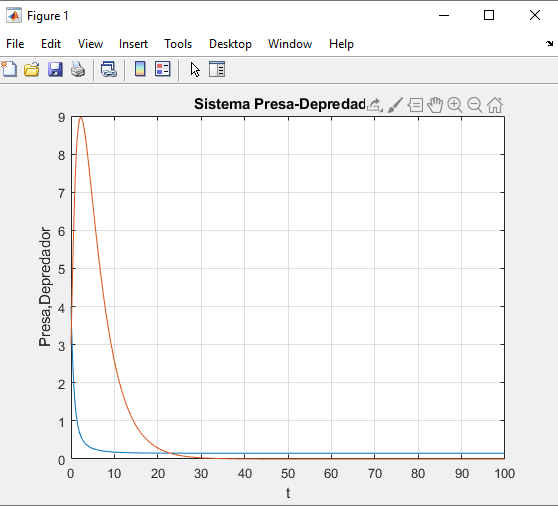 Figure 1
File Edit View Insert Tools Desktop Window Help
Sistema Presa-Depredad
9
8
7
6
5
4
3
2
1
0
Presa,Depredador
0 10 20 30 40 50 60 70 80 90 100
t